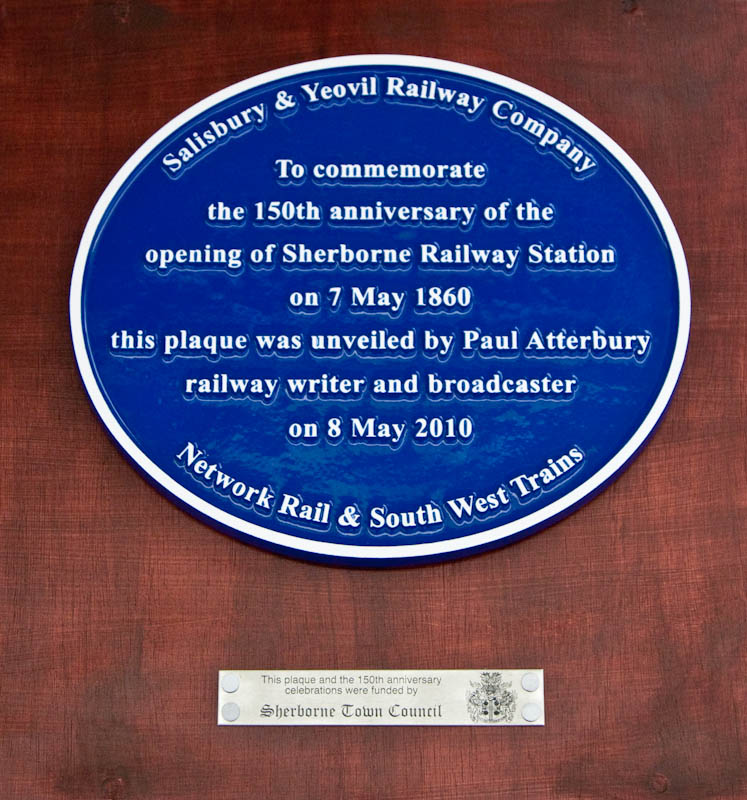 Salisbury & Yeovil Railway Company
To commemorate
the 150th anniversary of the
opening of Sherborne Railway Station
on 7 May 1860
this plaque was unveiled by Paul Atterbury
railway writer and broadcaster
on 8 May 2010
Network Rail & South West Trains
This plaque and the 150th anniversary
celebrations were funded by
Sherborne Town Council